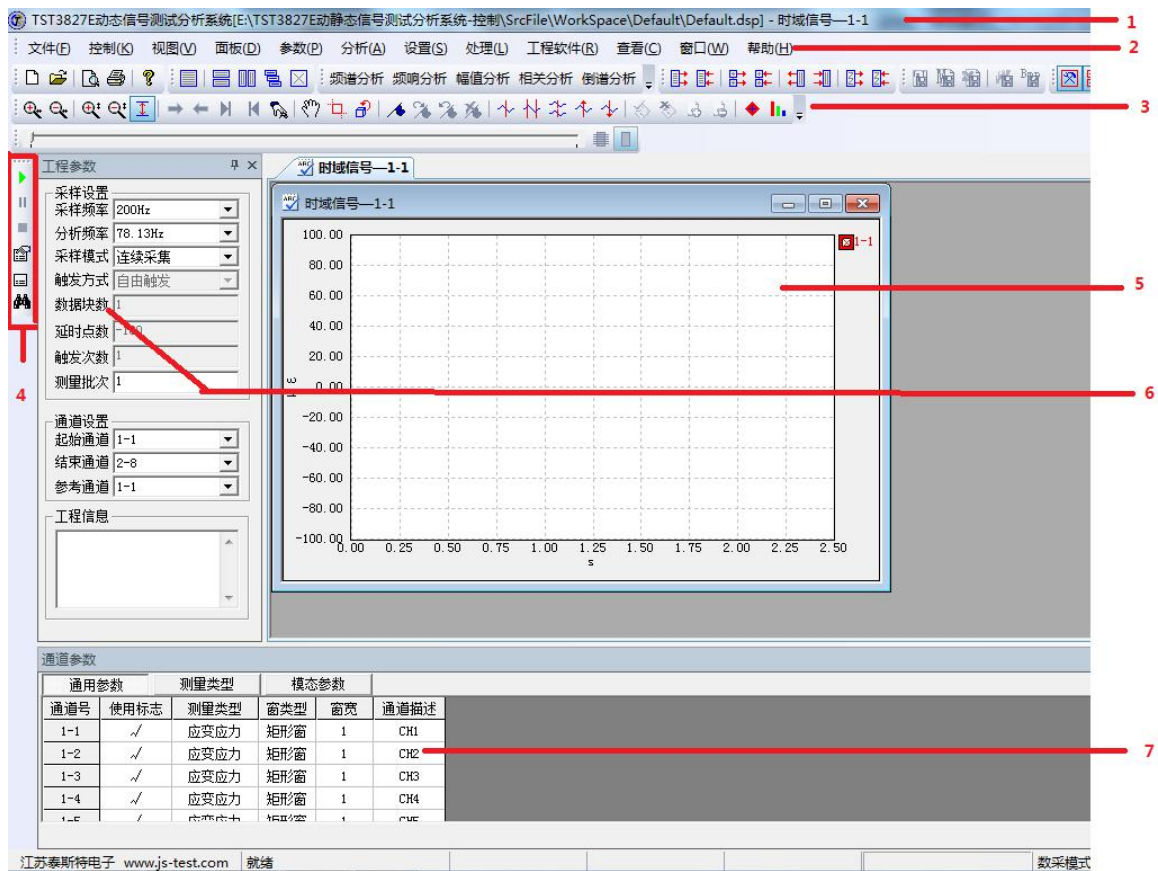 TST3827E动态信号测试分析系统[E:\TST3827E动静态信号测试分析系统-控制\SrcFile\WorkSpace\Default\Default.dsp] - 时域信号—1-1
1
文件(F) 控制(K) 视图(V) 面板(D) 参数(P) 分析(A) 设置(S) 处理(L) 工程软件(R) 查看(C) 窗口(W) 帮助(H)
2
频谱分析 频响分析 幅值分析 相关分析 倒谱分析
3
工程参数
时域信号—1-1
采样设置
采样频率 200Hz
分析频率 78.13Hz
采样模式 连续采集
触发方式 自由触发
数据块数 1
延时点数
触发次数 1
测量批次 1
4
通道设置
起始通道 1-1
结束通道 2-8
参考通道 1-1
工程信息
时域信号—1-1
100.00
80.00
60.00
40.00
20.00
0.00
-20.00
-40.00
-60.00
-80.00
-100.00
0.00 0.25 0.50 0.75 1.00 1.25 1.50 1.75 2.00 2.25 2.50
s
1-1
5
6
通道参数
通用参数 测量类型 模态参数
通道号 使用标志 测量类型 窗类型 窗宽 通道描述
1-1 √ 应变应力 矩形窗 1 CH1
1-2 √ 应变应力 矩形窗 1 CH2
1-3 √ 应变应力 矩形窗 1 CH3
1-4 √ 应变应力 矩形窗 1 CH4
7
江苏泰斯特电子 www.js-test.com 就绪 数采模式